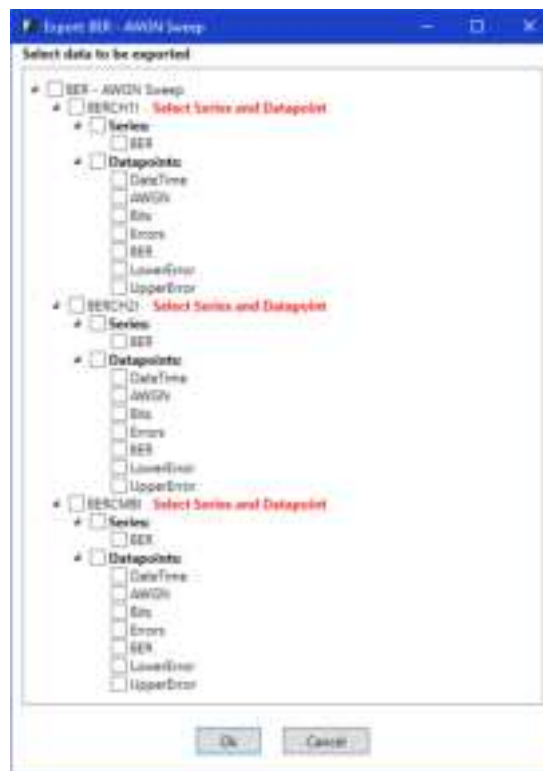 Export BER - AWGN Sweep
Select data to be exported
BER - AWGN Sweep
BERCH1I Select Series and Datapoint
Series:
BER
Datapoints:
DateTime
AWGN
Bits
Errors
BER
LowerError
UpperError
BERCH2I Select Series and Datapoint
Series:
BER
Datapoints:
DateTime
AWGN
Bits
Errors
BER
LowerError
UpperError
Select Series and Datapoint
Series:
BER
Datapoints:
DateTime
AWGN
Bits
Errors
BER
LowerError
UpperError
Ok Cancel